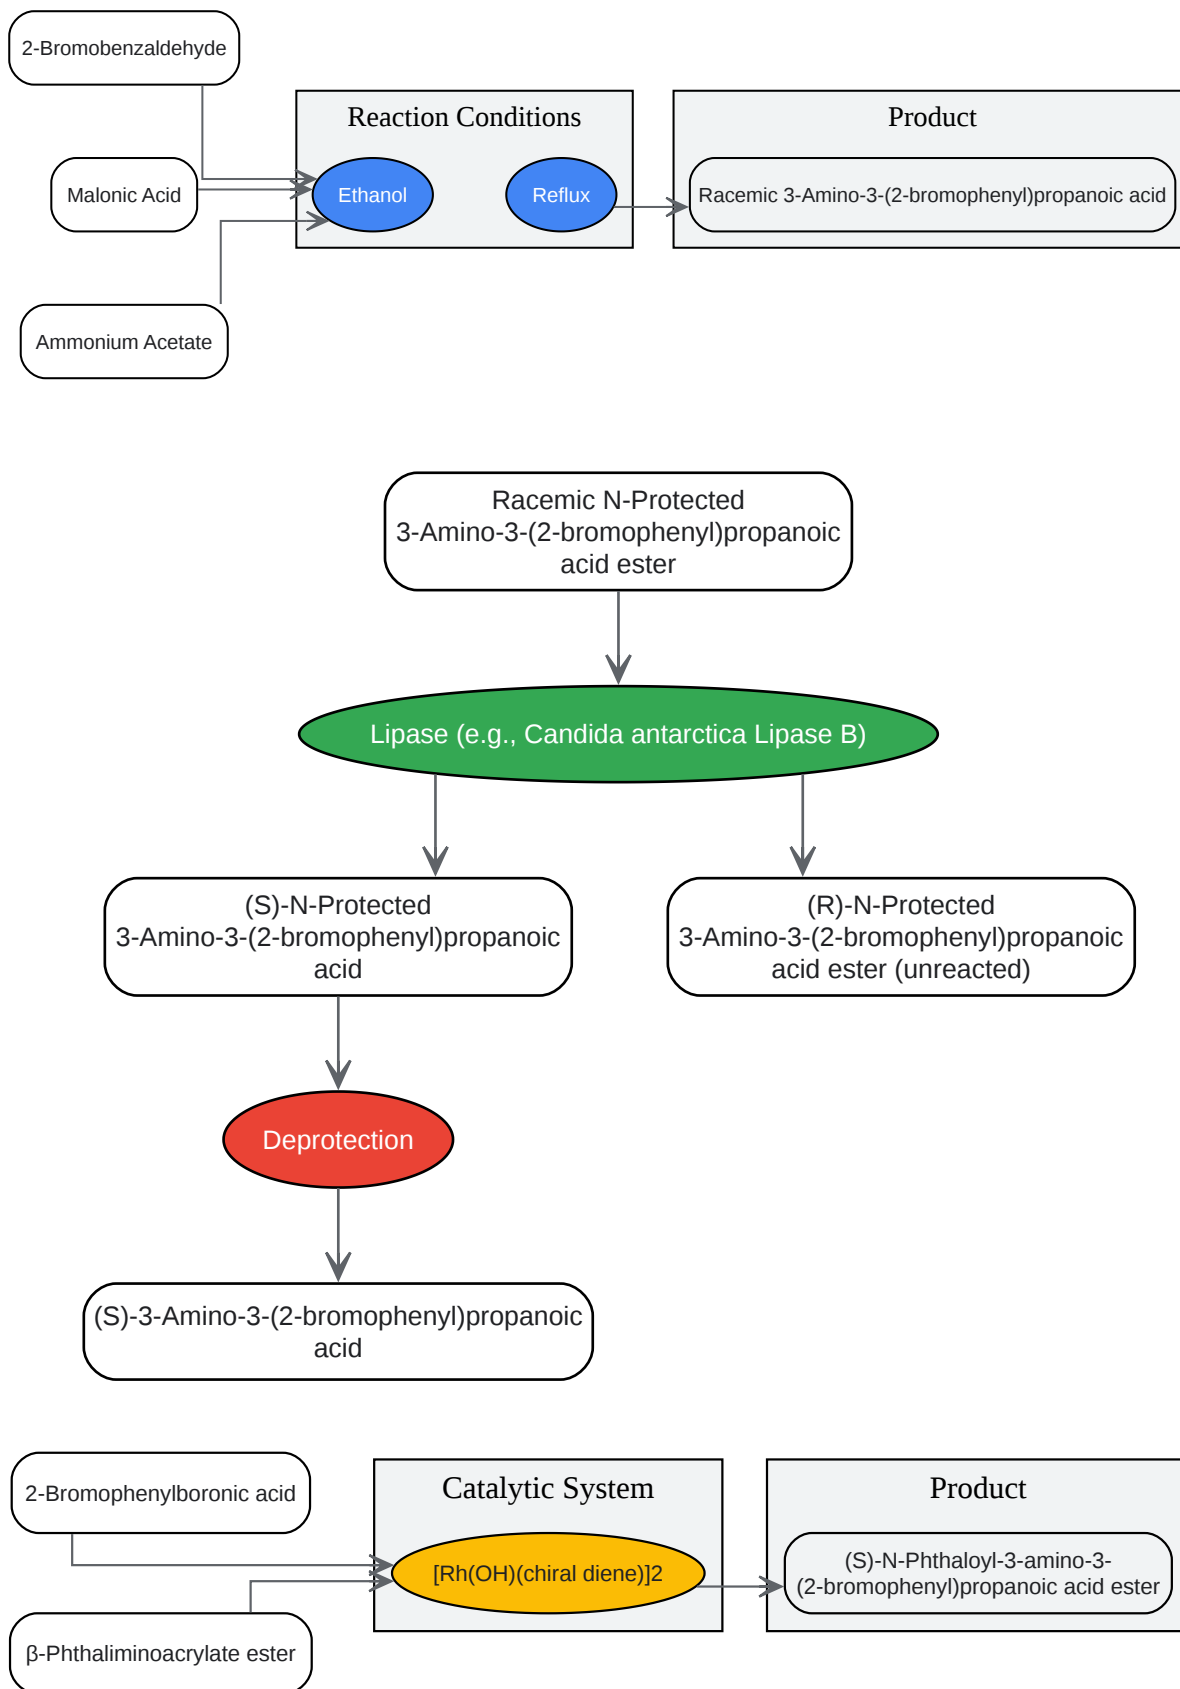 2-Bromobenzaldehyde
Reaction Conditions
Product
Malonic Acid
Ethanol
Reflux
Racemic 3-Amino-3-(2-bromophenyl)propanoic acid
Ammonium Acetate
Racemic N-Protected
3-Amino-3-(2-bromophenyl)propanoic
acid ester
Lipase (e.g., Candida antarctica Lipase B)
(S)-N-Protected
3-Amino-3-(2-bromophenyl)propanoic
acid
(R)-N-Protected
3-Amino-3-(2-bromophenyl)propanoic
acid ester (unreacted)
Deprotection
(S)-3-Amino-3-(2-bromophenyl)propanoic
acid
2-Bromophenylboronic acid
Catalytic System
Product
[Rh(OH)(chiral diene)]2
(S)-N-Phthaloyl-3-amino-3-
(2-bromophenyl)propanoic acid ester
β-Phthaliminoacrylate ester